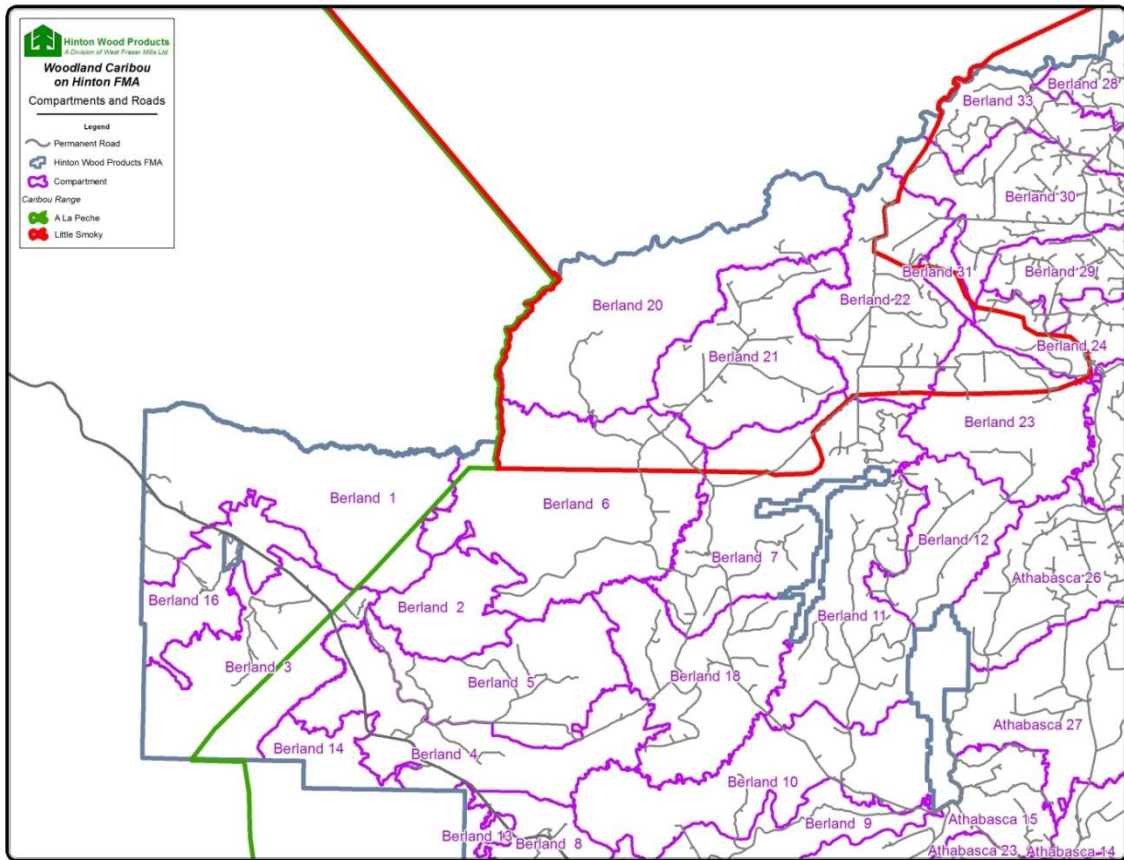 Hinton Wood Products
A Division of West Fraser Mills Ltd.
Woodland Caribou
on Hinton FMA
Compartments and Roads
Legend
Permanent Road
Hinton Wood Products FMA
Compartment
Caribou Range
A La Peche
Little Smoky
Berland 28
Berland 33
Berland 30
Berland 31
Berland 29
Berland 20
Berland 22
Berland 21
Berland 24
Berland 23
Berland 1
Berland 6
Berland 7
Berland 12
Athabasca 26
Berland 16
Berland 2
Berland 11
Berland 3
Berland 5
Berland 18
Athabasca 27
Berland 14
Berland 4
Berland 10
Berland 9
Athabasca 15
Berland 13
Berland 8
Athabasca 23
Athabasca 14